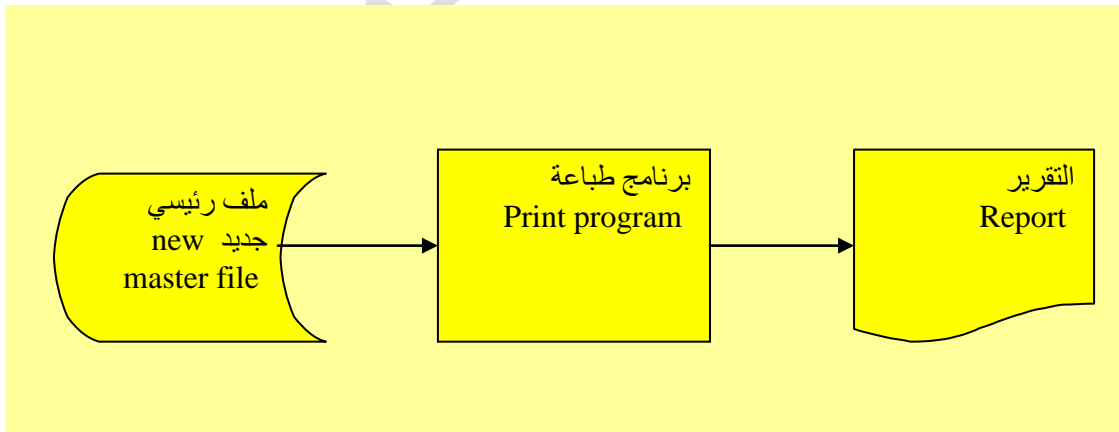 ملف رئيسي
جديد new
master file
برنامج طباعة
Print program
التقرير
Report